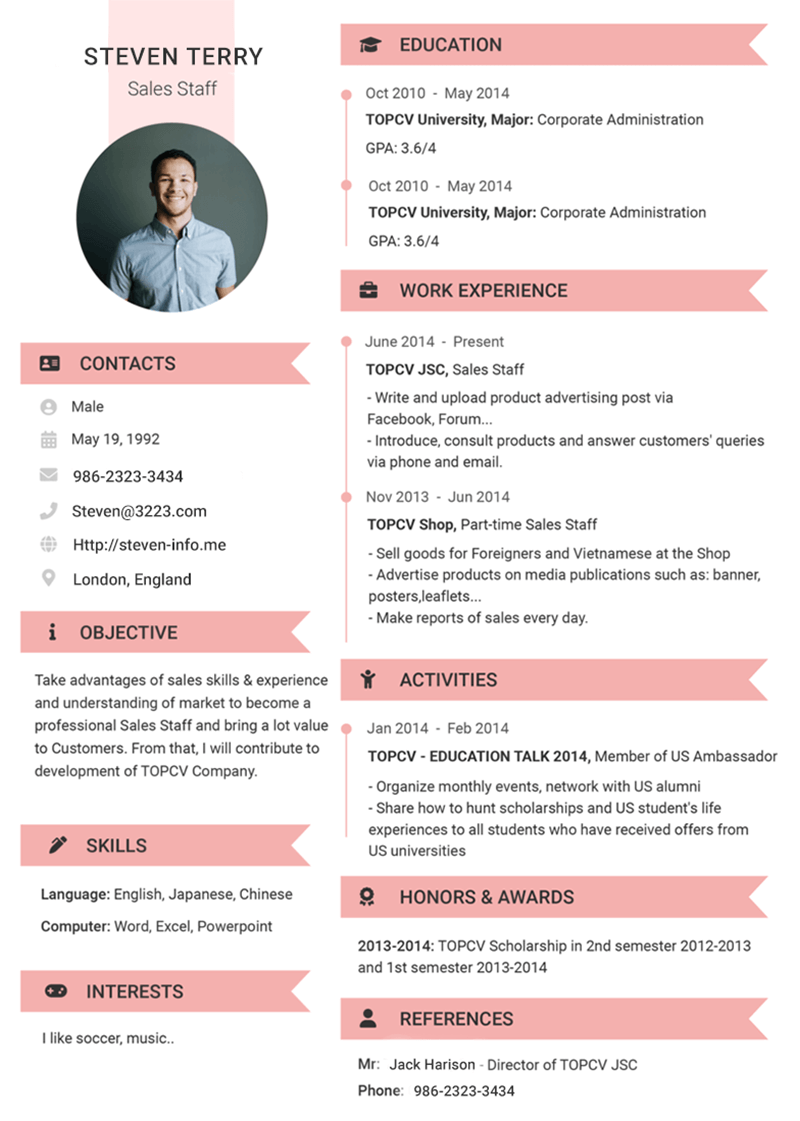 STEVEN TERRY
Sales Staff
CONTACTS
Male
May 19, 1992
986-2323-3434
Steven@3223.com
Http://steven-info.me
London, England
OBJECTIVE
Take advantages of sales skills & experience
and understanding of market to become a
professional Sales Staff and bring a lot value
to Customers. From that, I will contribute to
development of TOPCV Company.
SKILLS
Language: English, Japanese, Chinese
Computer: Word, Excel, Powerpoint
INTERESTS
I like soccer, music..
EDUCATION
Oct 2010 - May 2014
TOPCV University, Major: Corporate Administration
GPA: 3.6/4
Oct 2010 - May 2014
TOPCV University, Major: Corporate Administration
GPA: 3.6/4
WORK EXPERIENCE
June 2014 - Present
TOPCV JSC, Sales Staff
- Write and upload product advertising post via
Facebook, Forum...
- Introduce, consult products and answer customers' queries
via phone and email.
Nov 2013 - Jun 2014
TOPCV Shop, Part-time Sales Staff
- Sell goods for Foreigners and Vietnamese at the Shop
- Advertise products on media publications such as: banner,
posters,leaflets...
- Make reports of sales every day.
ACTIVITIES
Jan 2014 - Feb 2014
TOPCV - EDUCATION TALK 2014, Member of US Ambassador
- Organize monthly events, network with US alumni
- Share how to hunt scholarships and US student's life
experiences to all students who have received offers from
US universities
HONORS & AWARDS
2013-2014: TOPCV Scholarship in 2nd semester 2012-2013
and 1st semester 2013-2014
REFERENCES
Mr: Jack Harison - Director of TOPCV JSC
Phone: 986-2323-3434